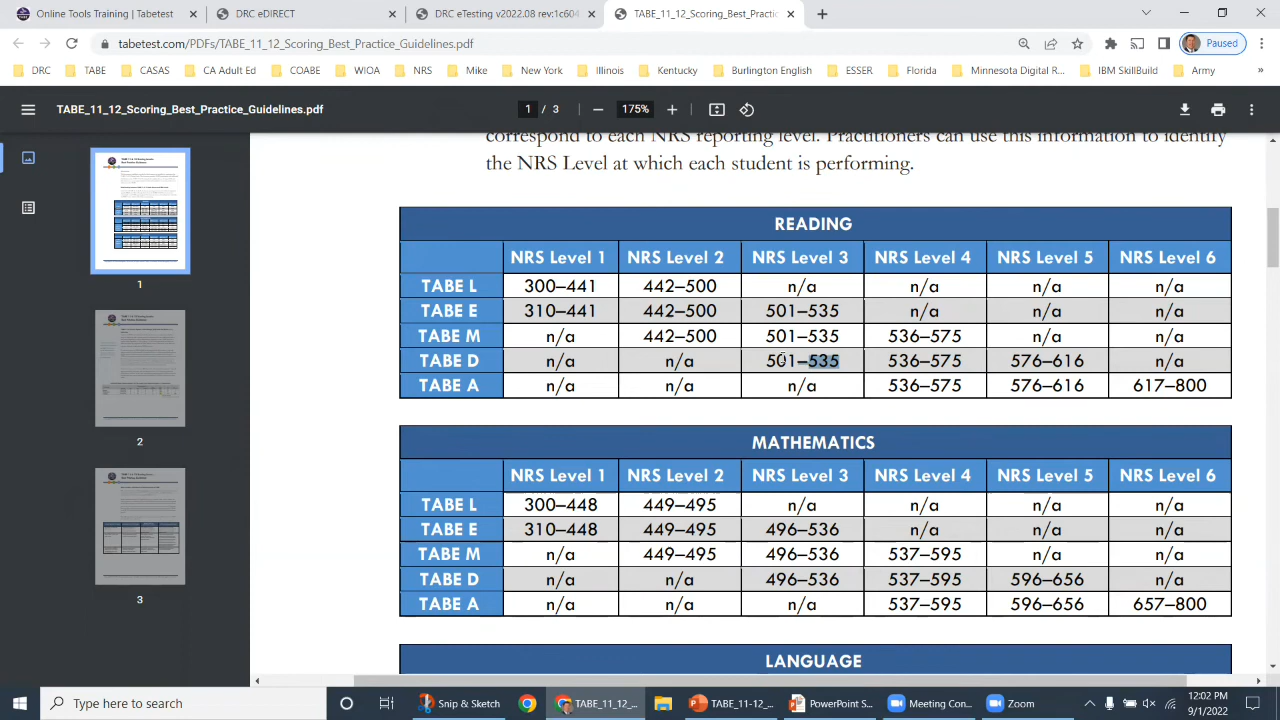 Online Tools Training | Tabetest
DRC eDIRECT
DRC eTesting v2022.08 rev:1c604
TABE_11_12_Scoring_Best_Practic
tabetest.com/PDFs/TABE_11_12_Scoring_Best_Practice_Guidelines.pdf
Paused
DRC
TABE
CASAS
CA Adult Ed
COABE
WIOA
NRS
Mike
New York
Illinois
Kentucky
Burlington English
ESSER
Florida
Minnesota Digital R...
IBM SkillBuild
Army
»
TABE_11_12_Scoring_Best_Practice_Guidelines.pdf
1 / 3
175%
1
2
3
correspond to each NRS reporting level. Practitioners can use this information to identify
the NRS Level at which each student is performing.
READING
NRS Level 1 NRS Level 2 NRS Level 3 NRS Level 4 NRS Level 5 NRS Level 6
TABE L 300–441 442–500 n/a n/a n/a n/a
TABE E 310–441 442–500 501–535 n/a n/a n/a
TABE M n/a 442–500 501–535 536–575 n/a n/a
TABE D n/a n/a 501–535 536–575 576–616 n/a
TABE A n/a n/a n/a 536–575 576–616 617–800
MATHEMATICS
NRS Level 1 NRS Level 2 NRS Level 3 NRS Level 4 NRS Level 5 NRS Level 6
TABE L 300–448 449–495 n/a n/a n/a n/a
TABE E 310–448 449–495 496–536 n/a n/a n/a
TABE M n/a 449–495 496–536 537–595 n/a n/a
TABE D n/a n/a 496–536 537–595 596–656 n/a
TABE A n/a n/a n/a 537–595 596–656 657–800
LANGUAGE
Type here to search
Snip & Sketch
TABE_11_12_...
TABE_11-12_...
PowerPoint S...
Meeting Con...
Zoom
12:02 PM
9/1/2022